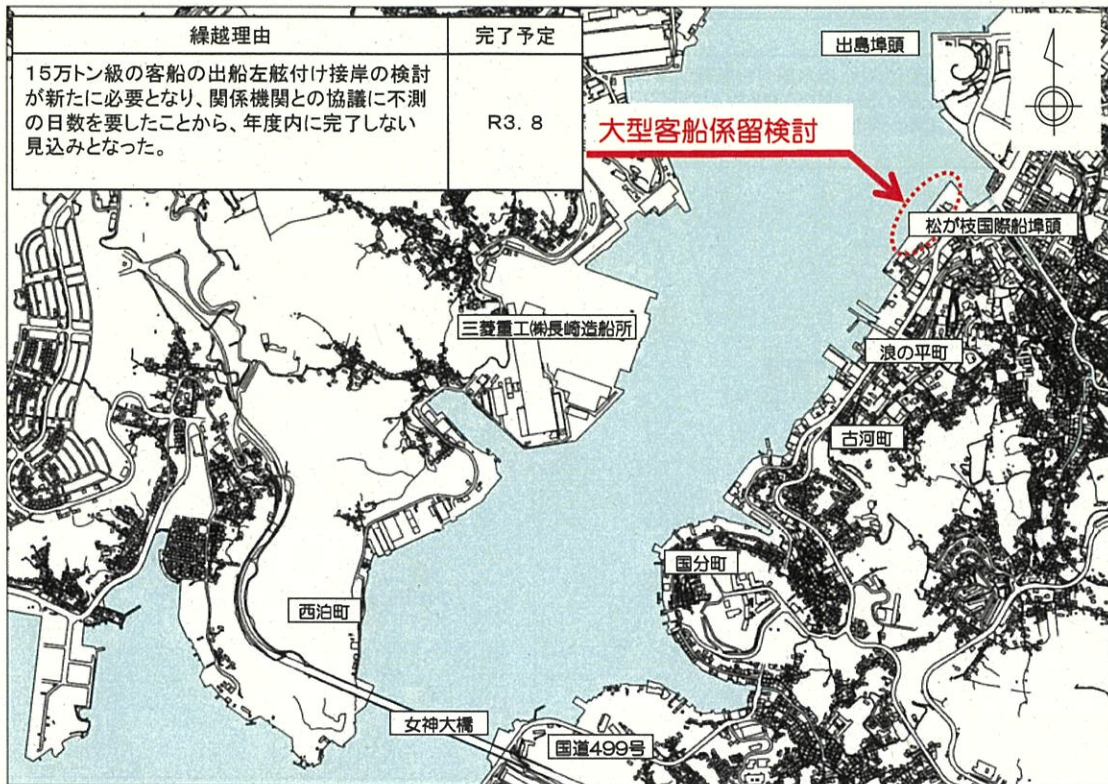 繰越理由
完了予定
15万トン級の客船の出船左舷付け接岸の検討
が新たに必要となり、関係機関との協議に不測
の日数を要したことから、年度内に完了しない
見込みとなった。
R3. 8
出島埠頭
大型客船係留検討
松が枝国際船埠頭
三菱重工㈱長崎造船所
浪の平町
古河町
国分町
西泊町
女神大橋
国道499号